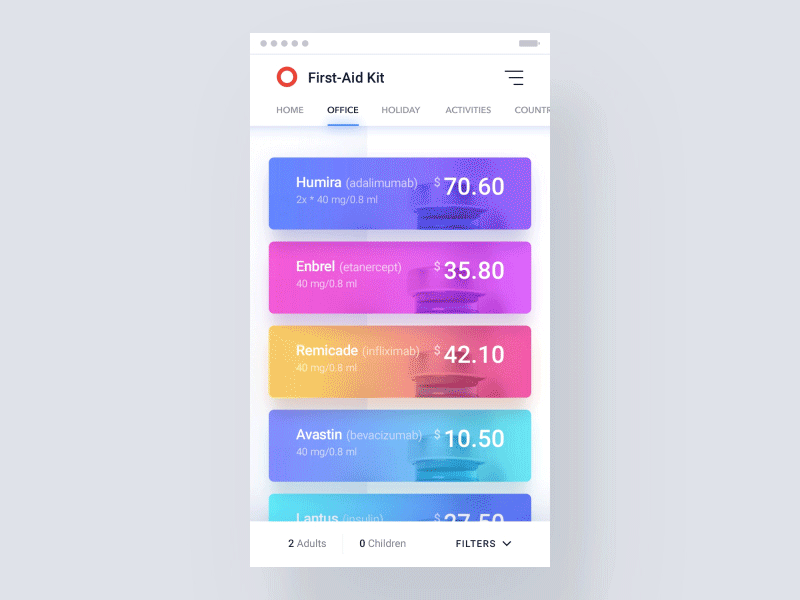 First-Aid Kit
HOME OFFICE HOLIDAY ACTIVITIES COUNTR
Humira (adalimumab) $ 70.60
2x * 40 mg/0.8 ml
Enbrel (etanercept) $ 35.80
40 mg/0.8 ml
Remicade (infliximab) $ 42.10
40 mg/0.8 ml
Avastin (bevacizumab) $ 10.50
40 mg/0.8 ml
Lantus (insulin) $ 27.50
2 Adults 0 Children FILTERS